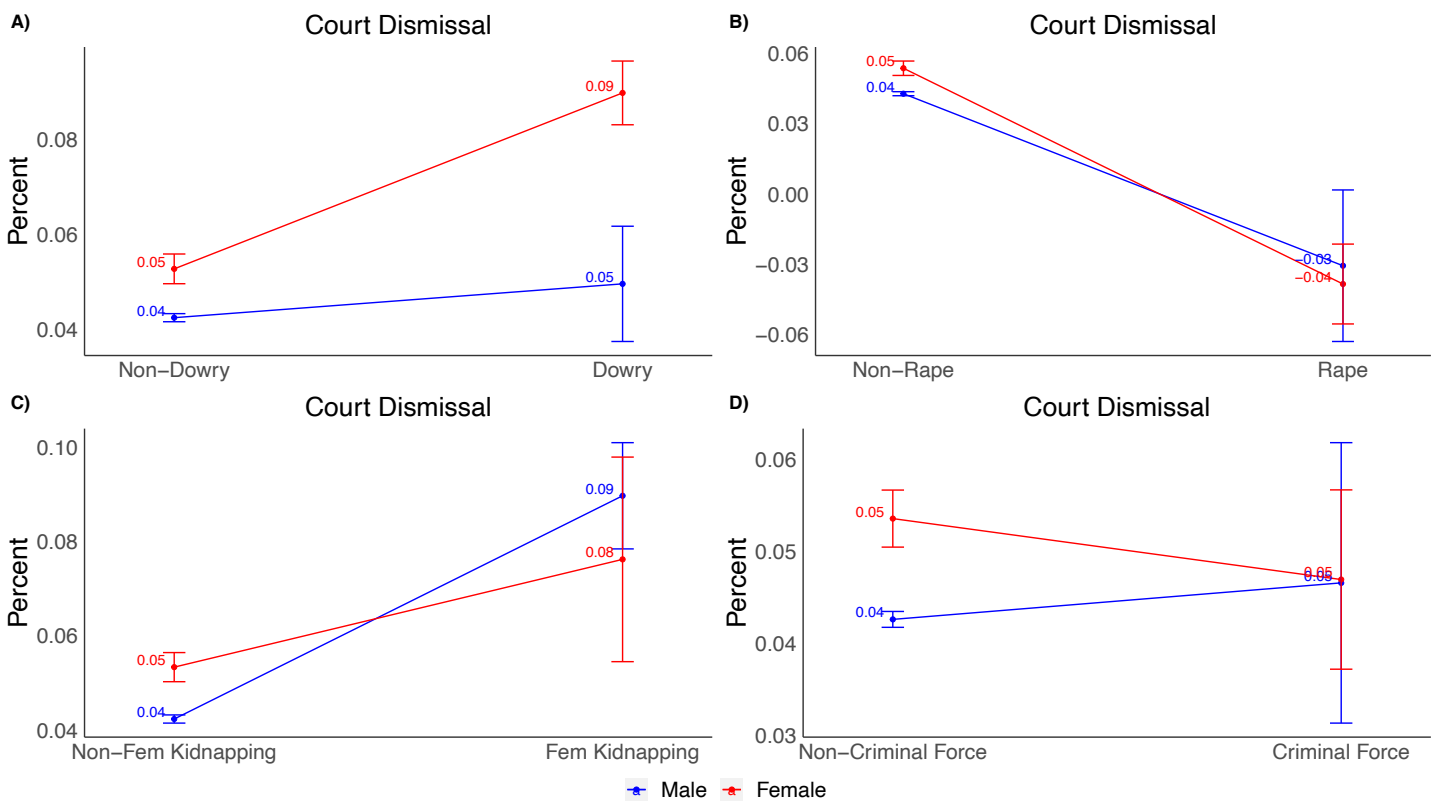 A)
Court Dismissal
Percent
0.08
0.06
0.04
0.05
0.04
0.09
0.05
Non−Dowry
Dowry
B)
Court Dismissal
Percent
0.06
0.03
0.00
−0.03
−0.06
0.05
0.04
−0.03
−0.04
Non−Rape
Rape
C)
Court Dismissal
Percent
0.10
0.08
0.06
0.04
0.05
0.04
0.09
0.08
Non−Fem Kidnapping
Fem Kidnapping
D)
Court Dismissal
Percent
0.06
0.05
0.04
0.03
0.05
0.04
0.05
0.05
Non−Criminal Force
Criminal Force
a Male a Female